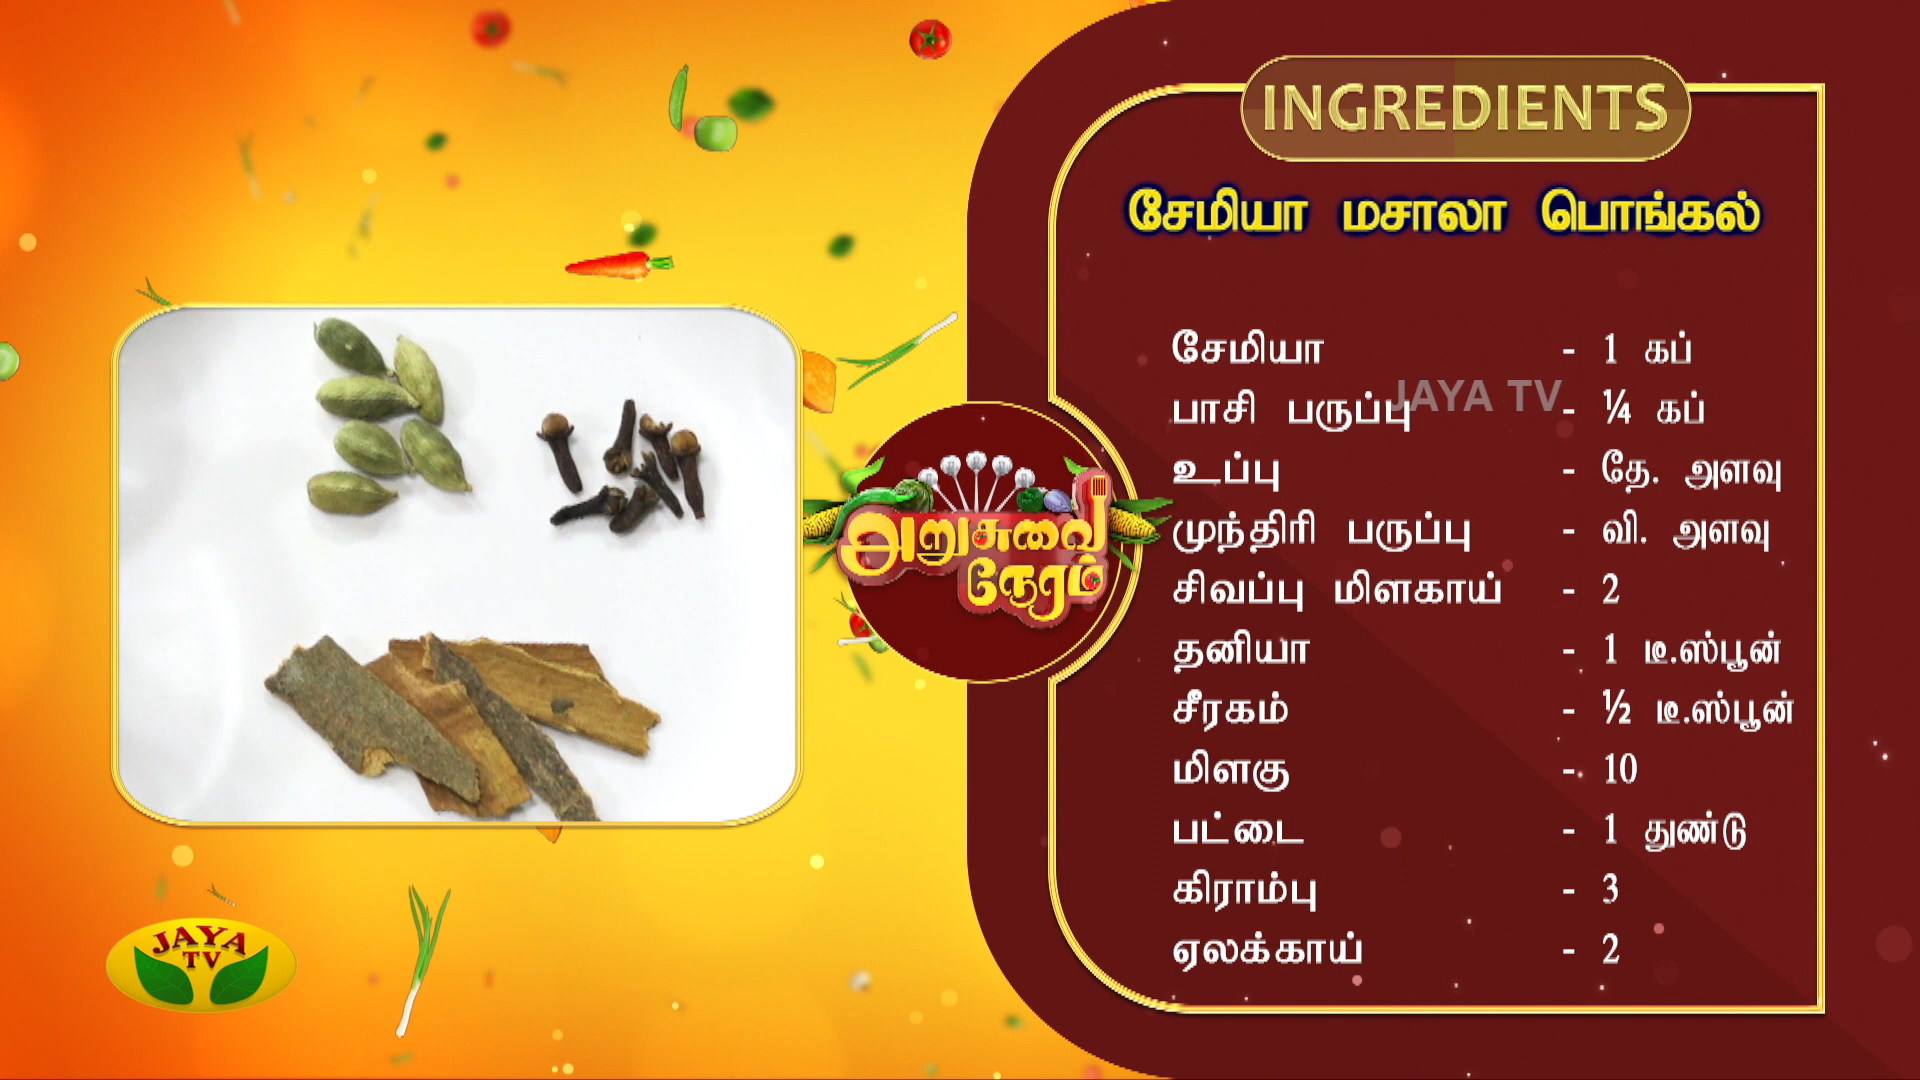 INGREDIENTS
சேமியா மசாலா பொங்கல்
சேமியா - 1 கப்
பாசி பருப்பு - ¼ கப்
உப்பு - தே. அளவு
முந்திரி பருப்பு - வி. அளவு
சிவப்பு மிளகாய் - 2
தனியா - 1 டீ.ஸ்பூன்
சீரகம் - ½ டீ.ஸ்பூன்
மிளகு - 10
பட்டை - 1 துண்டு
கிராம்பு - 3
ஏலக்காய் - 2
JAYA TV
அறுசுவை
நேரம்
JAYA
TV